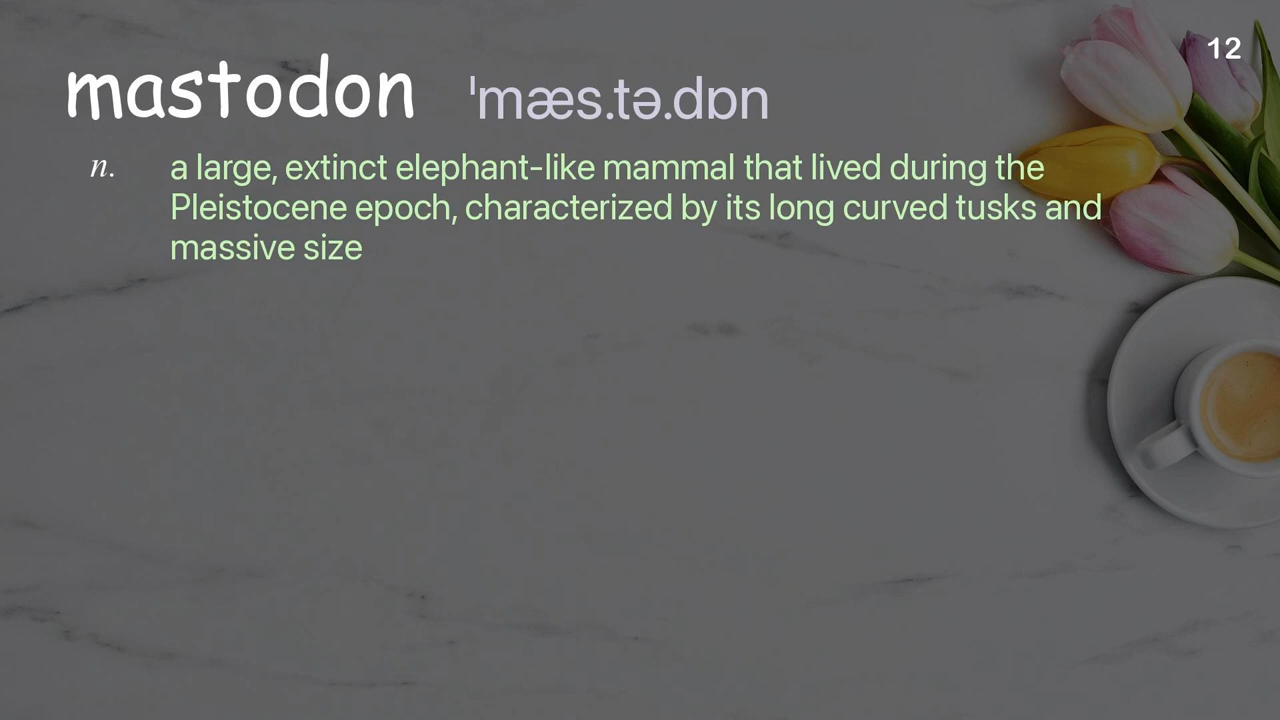 12
mastodon ˈmæs.tə.dɒn
n. a large, extinct elephant-like mammal that lived during the
Pleistocene epoch, characterized by its long curved tusks and
massive size